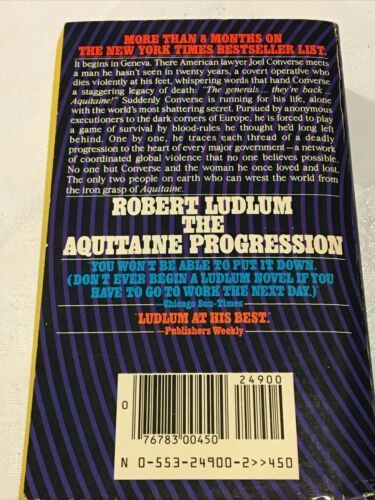 MORE THAN 8 MONTHS ON
THE NEW YORK TIMES BESTSELLER LIST.
It begins in Geneva. There American lawyer Joel Converse
meets a man he hasn't seen in twenty years, a covert operative who
dies violently at his feet, whispering words that hand Converse
a staggering legacy of death: "The generals ... they're back ...
Aquitaine!" Suddenly Converse is running for his life, alone
with the world's most shattering secret. Pursued by anonymous
executioners to the dark corners of Europe, he is forced to play
a game of survival by blood-rules he thought he'd long left
behind. One by one, he traces each thread of a deadly
progression to the heart of every major government—a network
of coordinated global violence that no one believes possible.
No one but Converse and the woman he once loved and lost.
The only two people on earth who can wrest the world from
the iron grasp of Aquitaine.
ROBERT LUDLUM
THE
AQUITAINE PROGRESSION
YOU WON'T BE ABLE TO PUT IT DOWN.
(DON'T EVER BEGIN A LUDLUM NOVEL IF YOU
HAVE TO GO TO WORK THE NEXT DAY.)
—Chicago Sun-Times
"LUDLUM AT HIS BEST."
—Publishers Weekly
24900
0
76783 00450
N 0-553-24900-2>>450